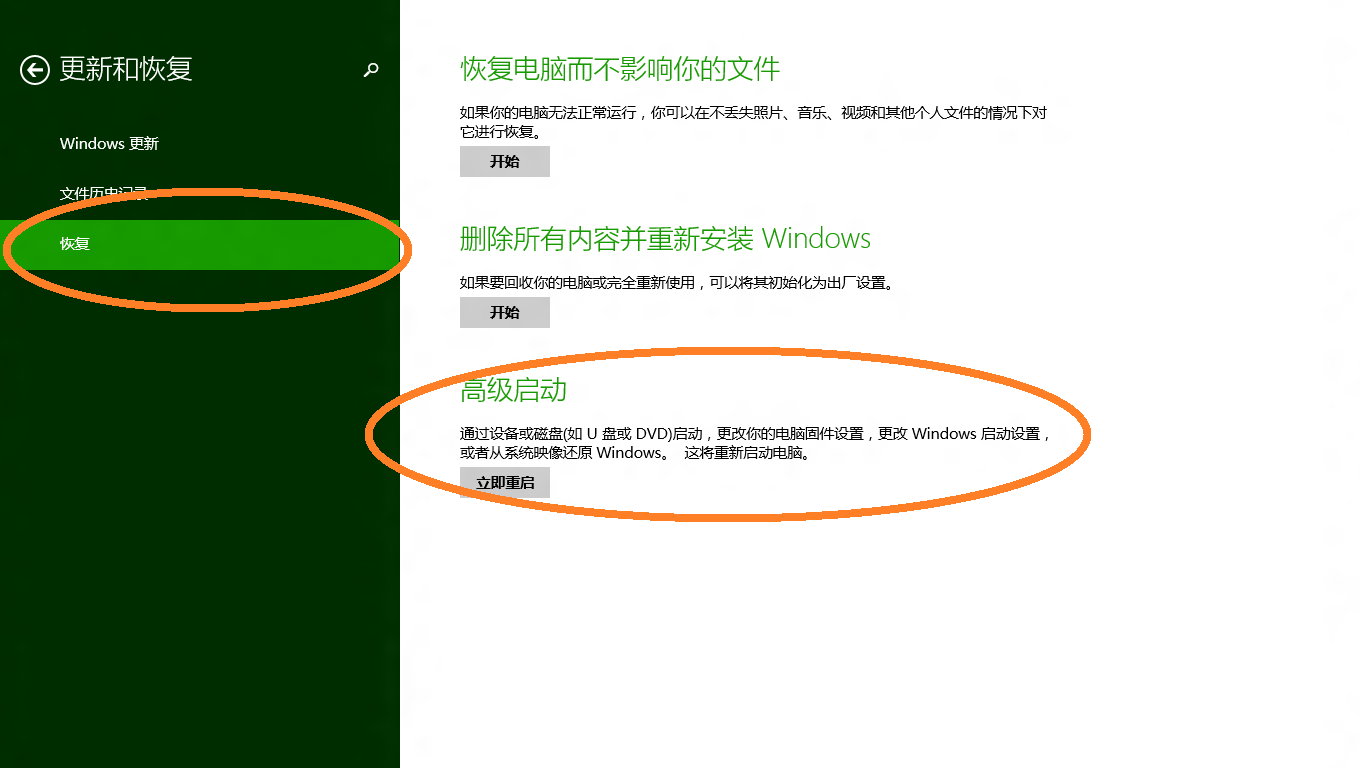 更新和恢复
Windows 更新
文件历史记录
恢复
恢复电脑而不影响你的文件
如果你的电脑无法正常运行，你可以在不丢失照片、音乐、视频和其他个人文件的情况下对
它进行恢复。
开始
删除所有内容并重新安装 Windows
如果要回收你的电脑或完全重新使用，可以将其初始化为出厂设置。
开始
高级启动
通过设备或磁盘(如 U 盘或 DVD)启动，更改你的电脑固件设置，更改 Windows 启动设置，
或者从系统映像还原 Windows。 这将重新启动电脑。
立即重启